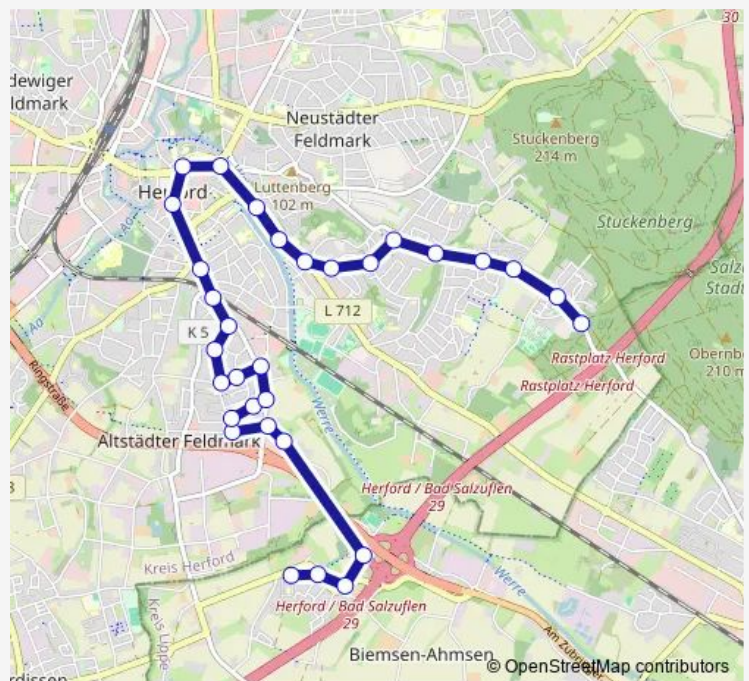 30
dewiger
ldmark
Neustädter
Feldmark
Stuckenberg
214 m
Herford
Luttenberg
102 m
Stuckenberg
Salz
Stadt
Aa
L 712
K 5
Aa
Rastplatz Herford
Obernb
210 m
Rastplatz Herford
Ringstraße
Werre
Altstädter Feldmark
Herford / Bad Salzuflen
29
Kreis Herford
Werre
Kreis Lippe
Herford / Bad Salzuflen
29
Am Zubringer
Biemsen-Ahmsen
© OpenStreetMap contributors